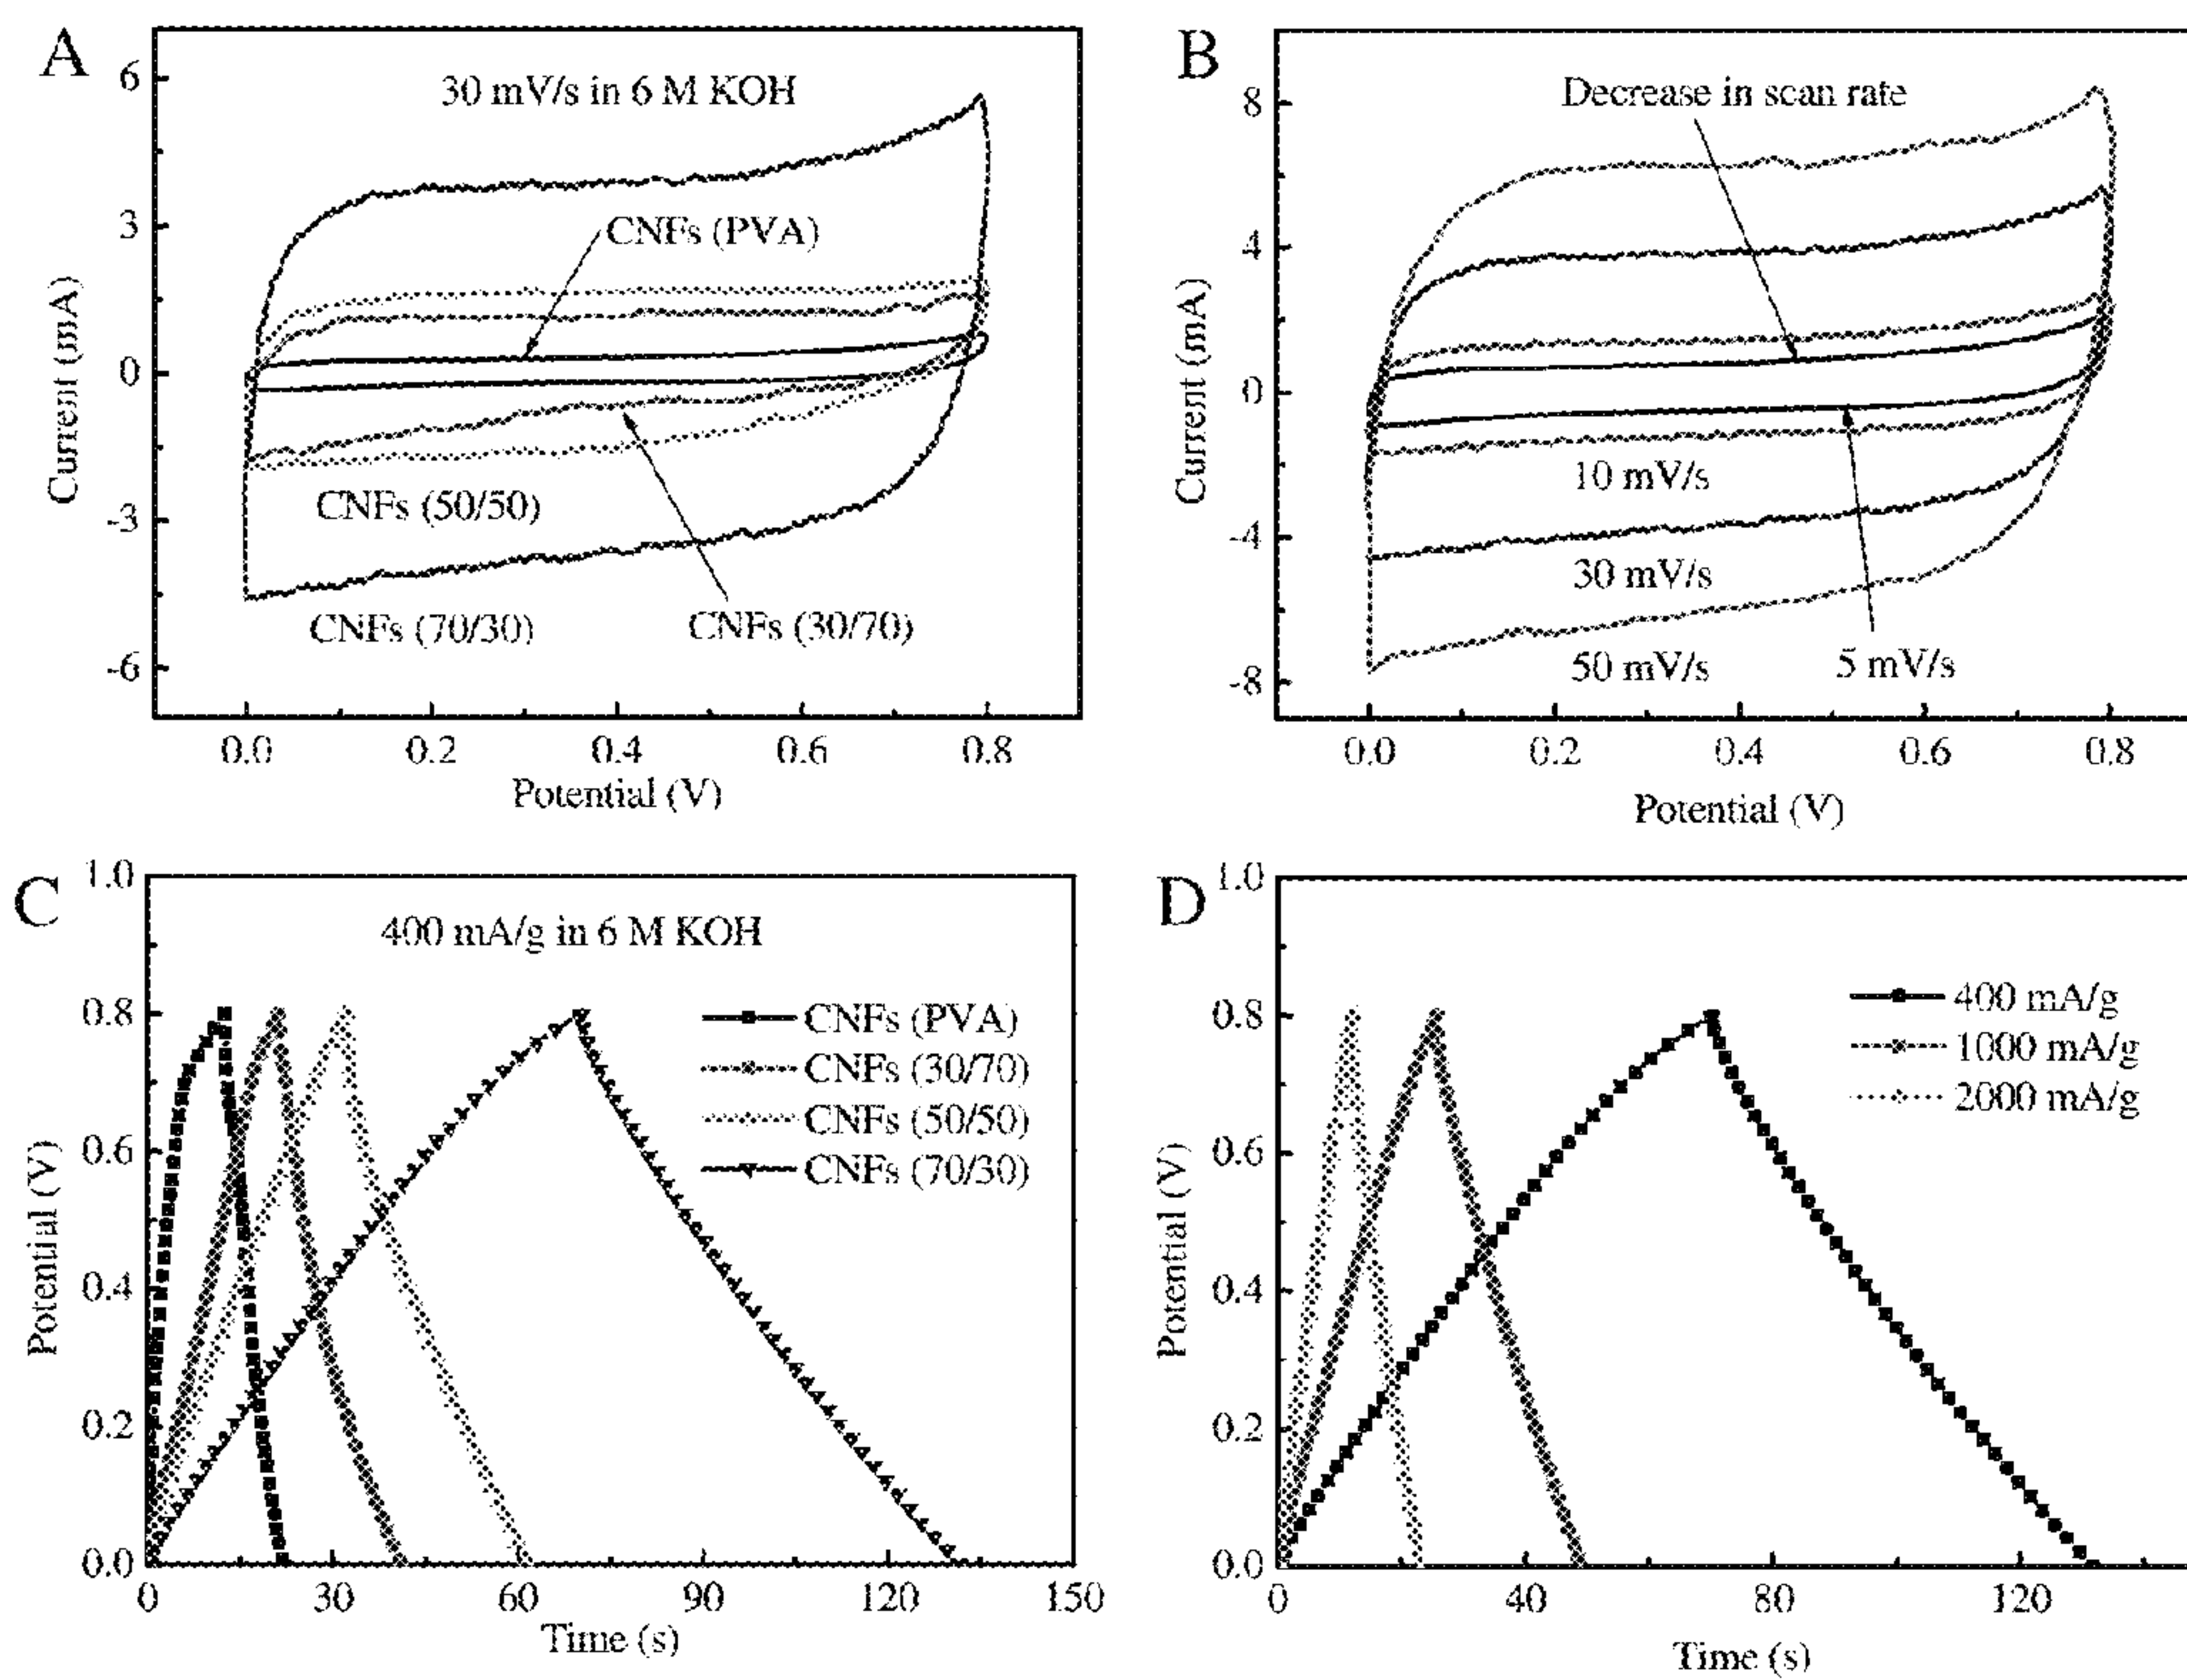 A
30 mV/s in 6 M KOH
6
3
0
-3
-6
Current (mA)
CNFs (PVA)
CNFs (50/50)
CNFs (70/30)
CNFs (30/70)
0.0 0.2 0.4 0.6 0.8
Potential (V)
B
Decrease in scan rate
8
4
0
-4
-8
Current (mA)
10 mV/s
30 mV/s
50 mV/s
5 mV/s
0.0 0.2 0.4 0.6 0.8
Potential (V)
C
400 mA/g in 6 M KOH
1.0
0.8
0.6
0.4
0.2
0.0
Potential (V)
CNFs (PVA)
CNFs (30/70)
CNFs (50/50)
CNFs (70/30)
0 30 60 90 120 150
Time (s)
D
1.0
0.8
0.6
0.4
0.2
0.0
Potential (V)
400 mA/g
1000 mA/g
2000 mA/g
0 40 80 120
Time (s)